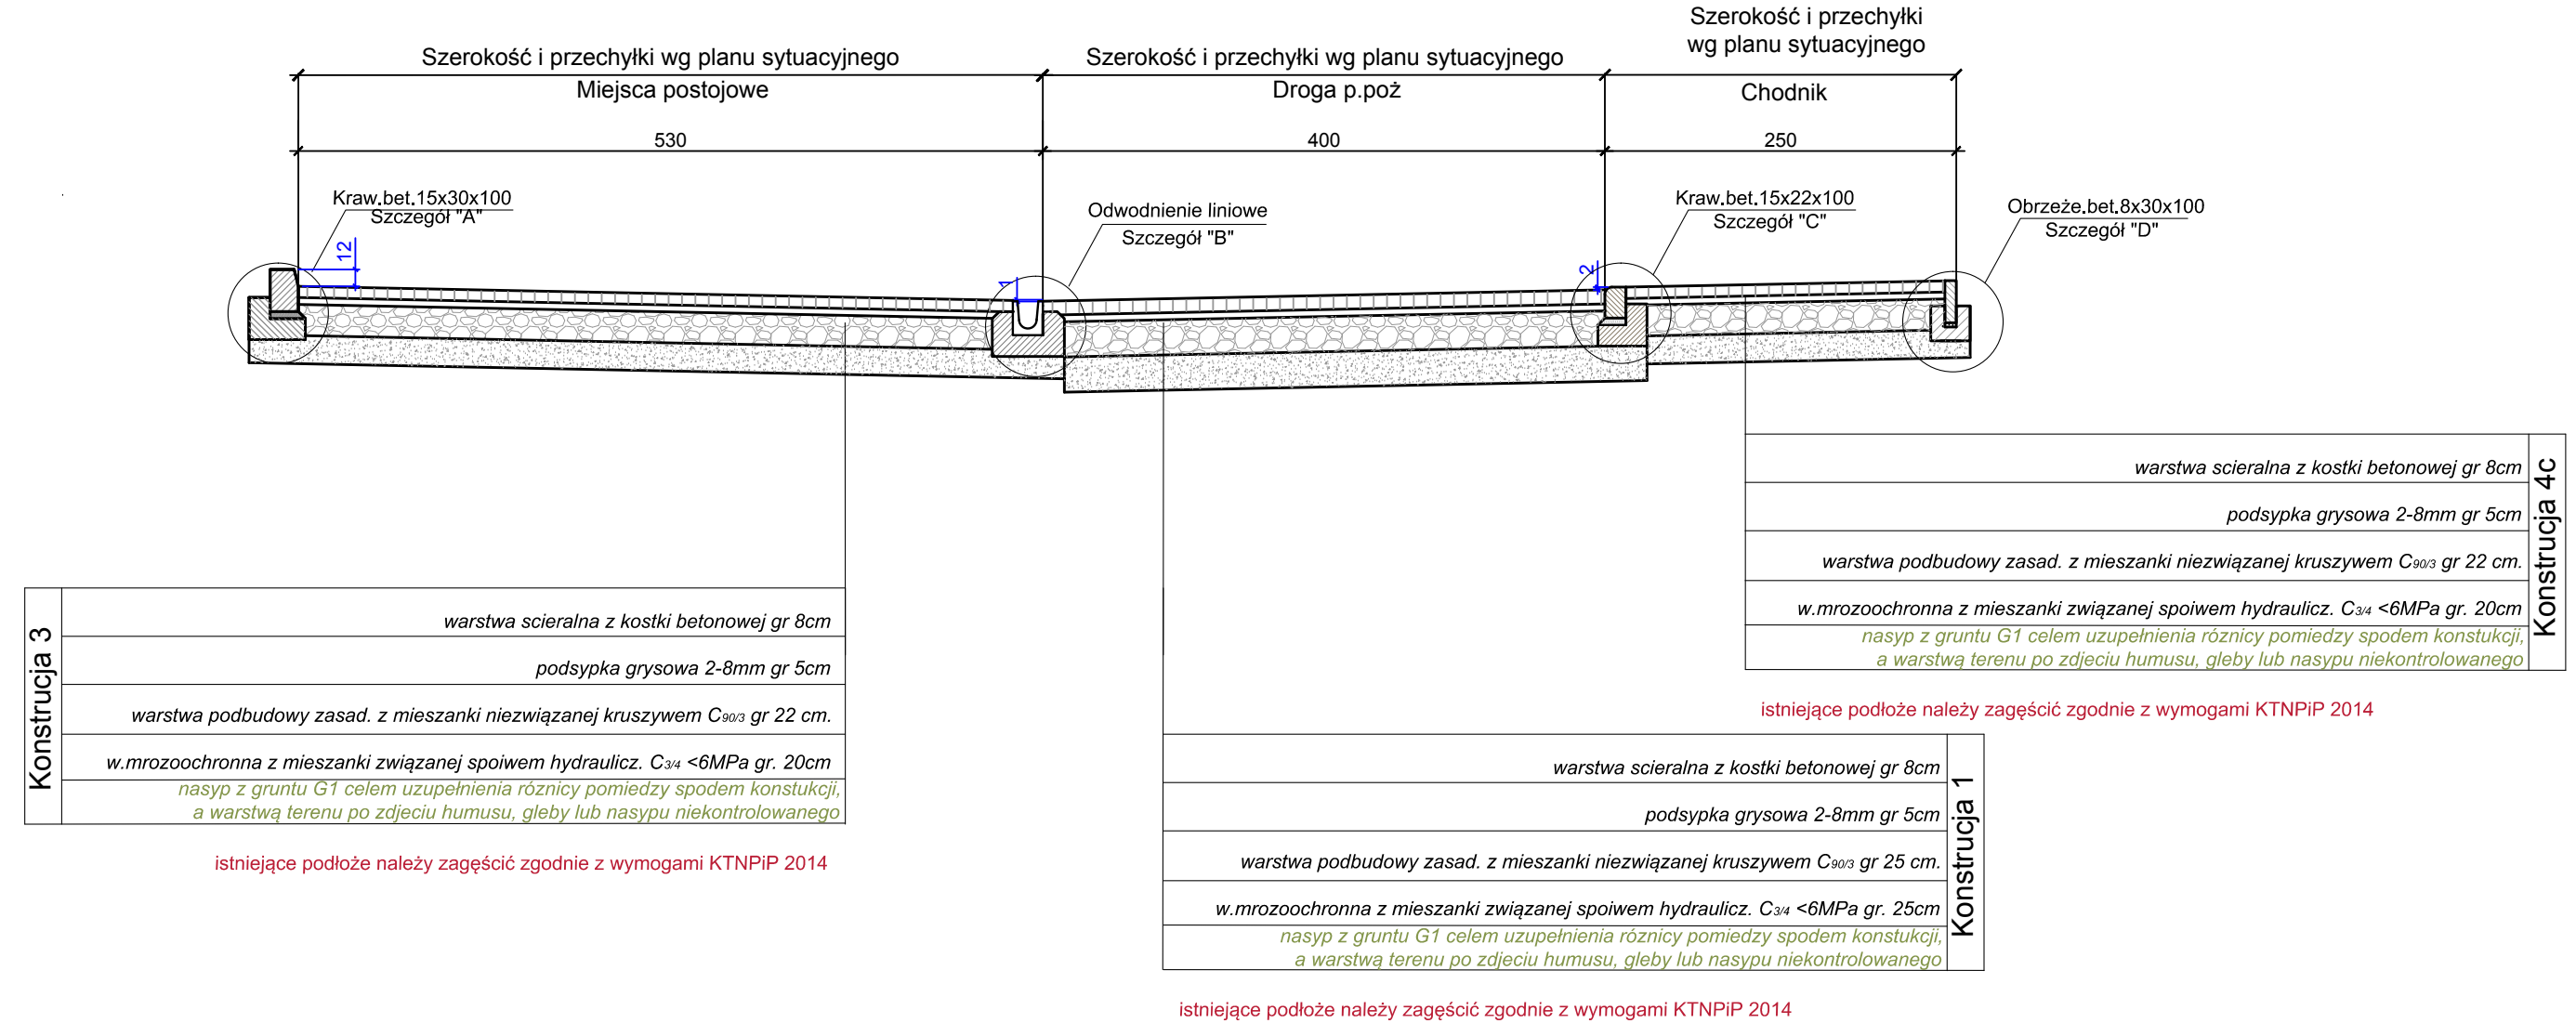 Szerokość i przechyłki wg planu sytuacyjnego
Miejsca postojowe
530
Szerokość i przechyłki wg planu sytuacyjnego
Droga p.poż
400
Szerokość i przechyłki
wg planu sytuacyjnego
Chodnik
250
Kraw.bet.15x30x100
Szczegół "A"
12
Odwodnienie liniowe
Szczegół "B"
1
Kraw.bet.15x22x100
Szczegół "C"
2
Obrzeże.bet.8x30x100
Szczegół "D"
Konstrucja 3
warstwa scieralna z kostki betonowej gr 8cm
podsypka grysowa 2-8mm gr 5cm
warstwa podbudowy zasad. z mieszanki niezwiązanej kruszywem C90/3 gr 22 cm.
w.mrozoochronna z mieszanki związanej spoiwem hydraulicz. C3/4 <6MPa gr. 20cm
nasyp z gruntu G1 celem uzupełnienia róznicy pomiedzy spodem konstukcji,
a warstwą terenu po zdjeciu humusu, gleby lub nasypu niekontrolowanego
istniejące podłoże należy zagęścić zgodnie z wymogami KTNPiP 2014
Konstrucja 1
warstwa scieralna z kostki betonowej gr 8cm
podsypka grysowa 2-8mm gr 5cm
warstwa podbudowy zasad. z mieszanki niezwiązanej kruszywem C90/3 gr 25 cm.
w.mrozoochronna z mieszanki związanej spoiwem hydraulicz. C3/4 <6MPa gr. 25cm
nasyp z gruntu G1 celem uzupełnienia róznicy pomiedzy spodem konstukcji,
a warstwą terenu po zdjeciu humusu, gleby lub nasypu niekontrolowanego
istniejące podłoże należy zagęścić zgodnie z wymogami KTNPiP 2014
Konstrucja 4c
warstwa scieralna z kostki betonowej gr 8cm
podsypka grysowa 2-8mm gr 5cm
warstwa podbudowy zasad. z mieszanki niezwiązanej kruszywem C90/3 gr 22 cm.
w.mrozoochronna z mieszanki związanej spoiwem hydraulicz. C3/4 <6MPa gr. 20cm
nasyp z gruntu G1 celem uzupełnienia róznicy pomiedzy spodem konstukcji,
a warstwą terenu po zdjeciu humusu, gleby lub nasypu niekontrolowanego
istniejące podłoże należy zagęścić zgodnie z wymogami KTNPiP 2014